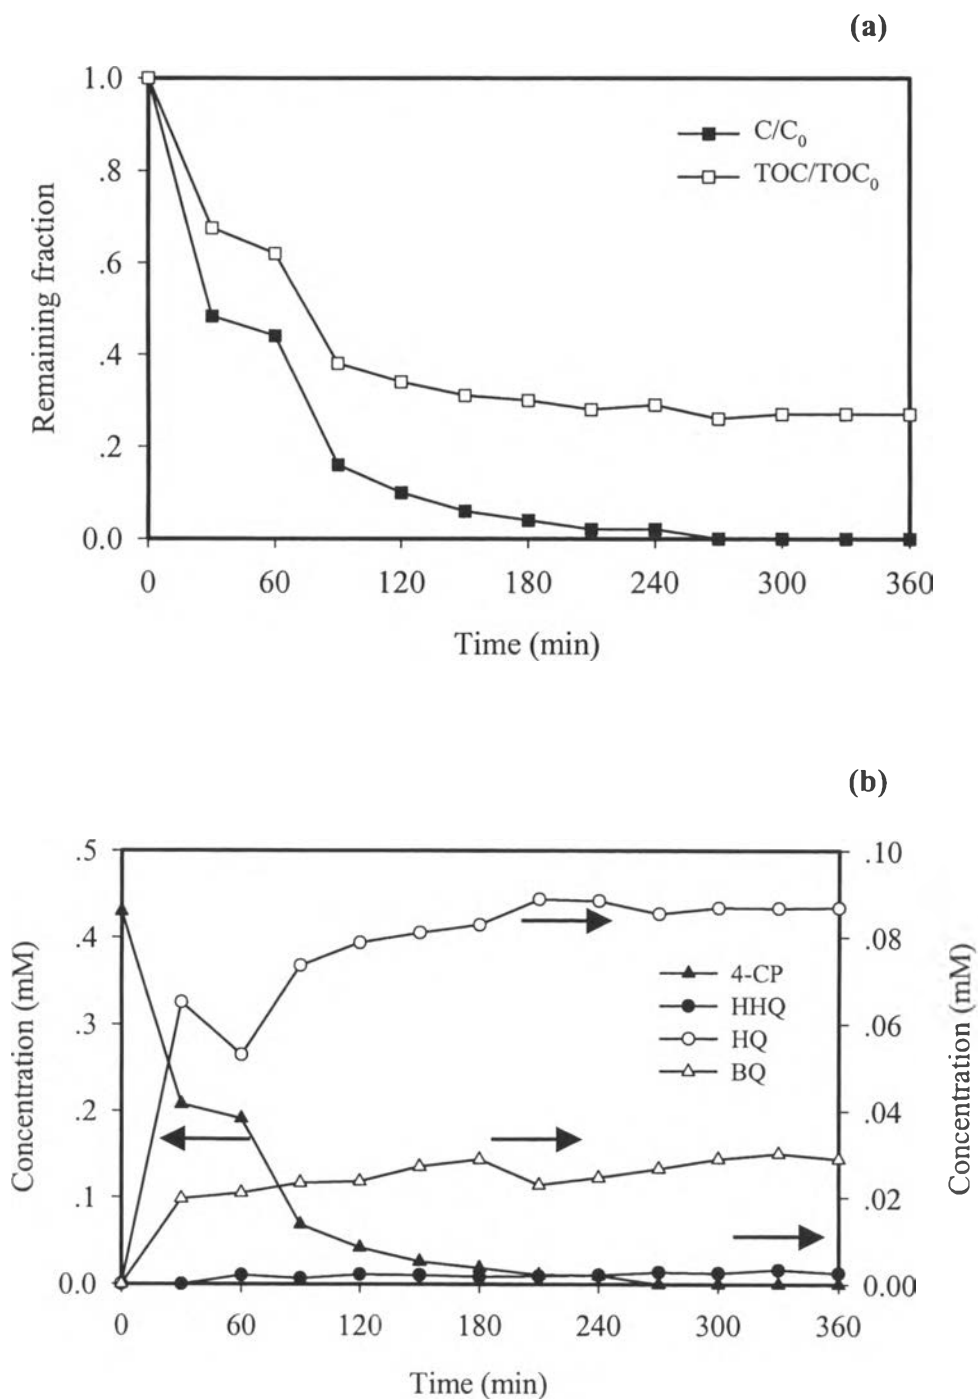 (a)
1.0
.8
.6
.4
.2
0.0
Remaining fraction
C/C₀
TOC/TOC₀
0 60 120 180 240 300 360
Time (min)
(b)
.5
.4
.3
.2
.1
0.0
Concentration (mM)
4-CP
HHQ
HQ
BQ
.10
.08
.06
.04
.02
0.00
Concentration (mM)
0 60 120 180 240 300 360
Time (min)